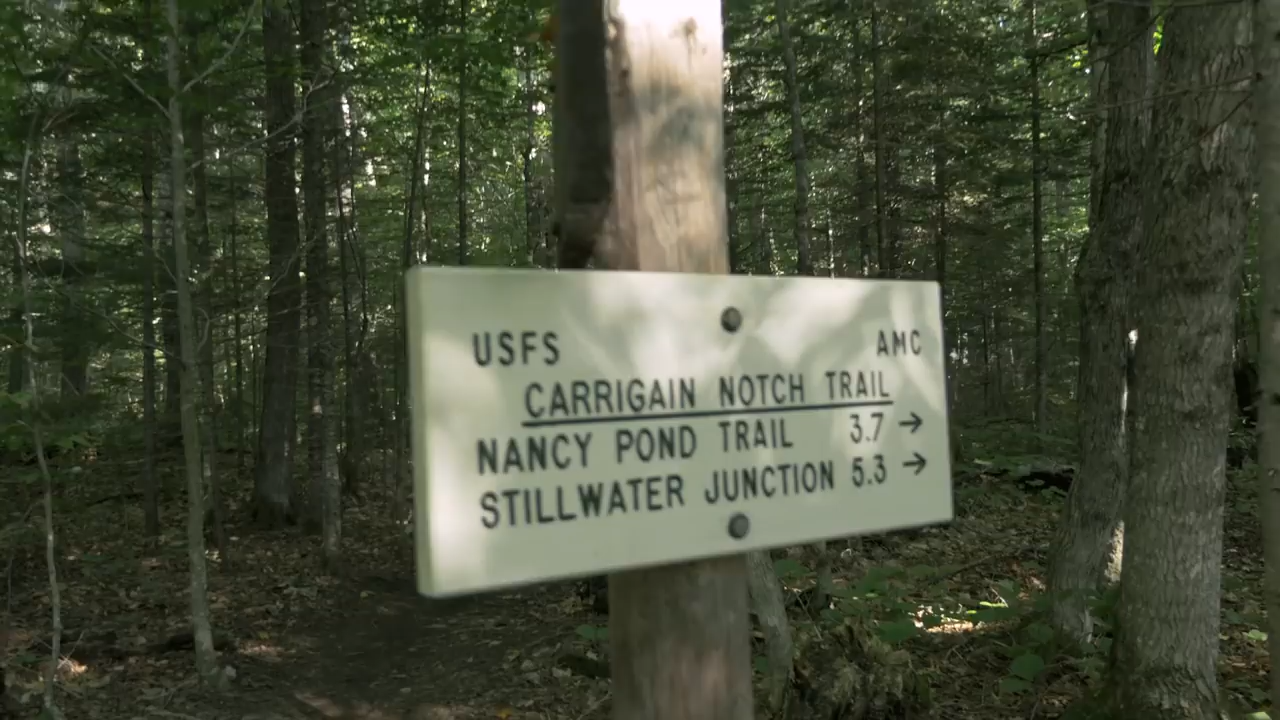 USFS AMC
CARRIGAIN NOTCH TRAIL
NANCY POND TRAIL 3.7 →
STILLWATER JUNCTION 5.3 →